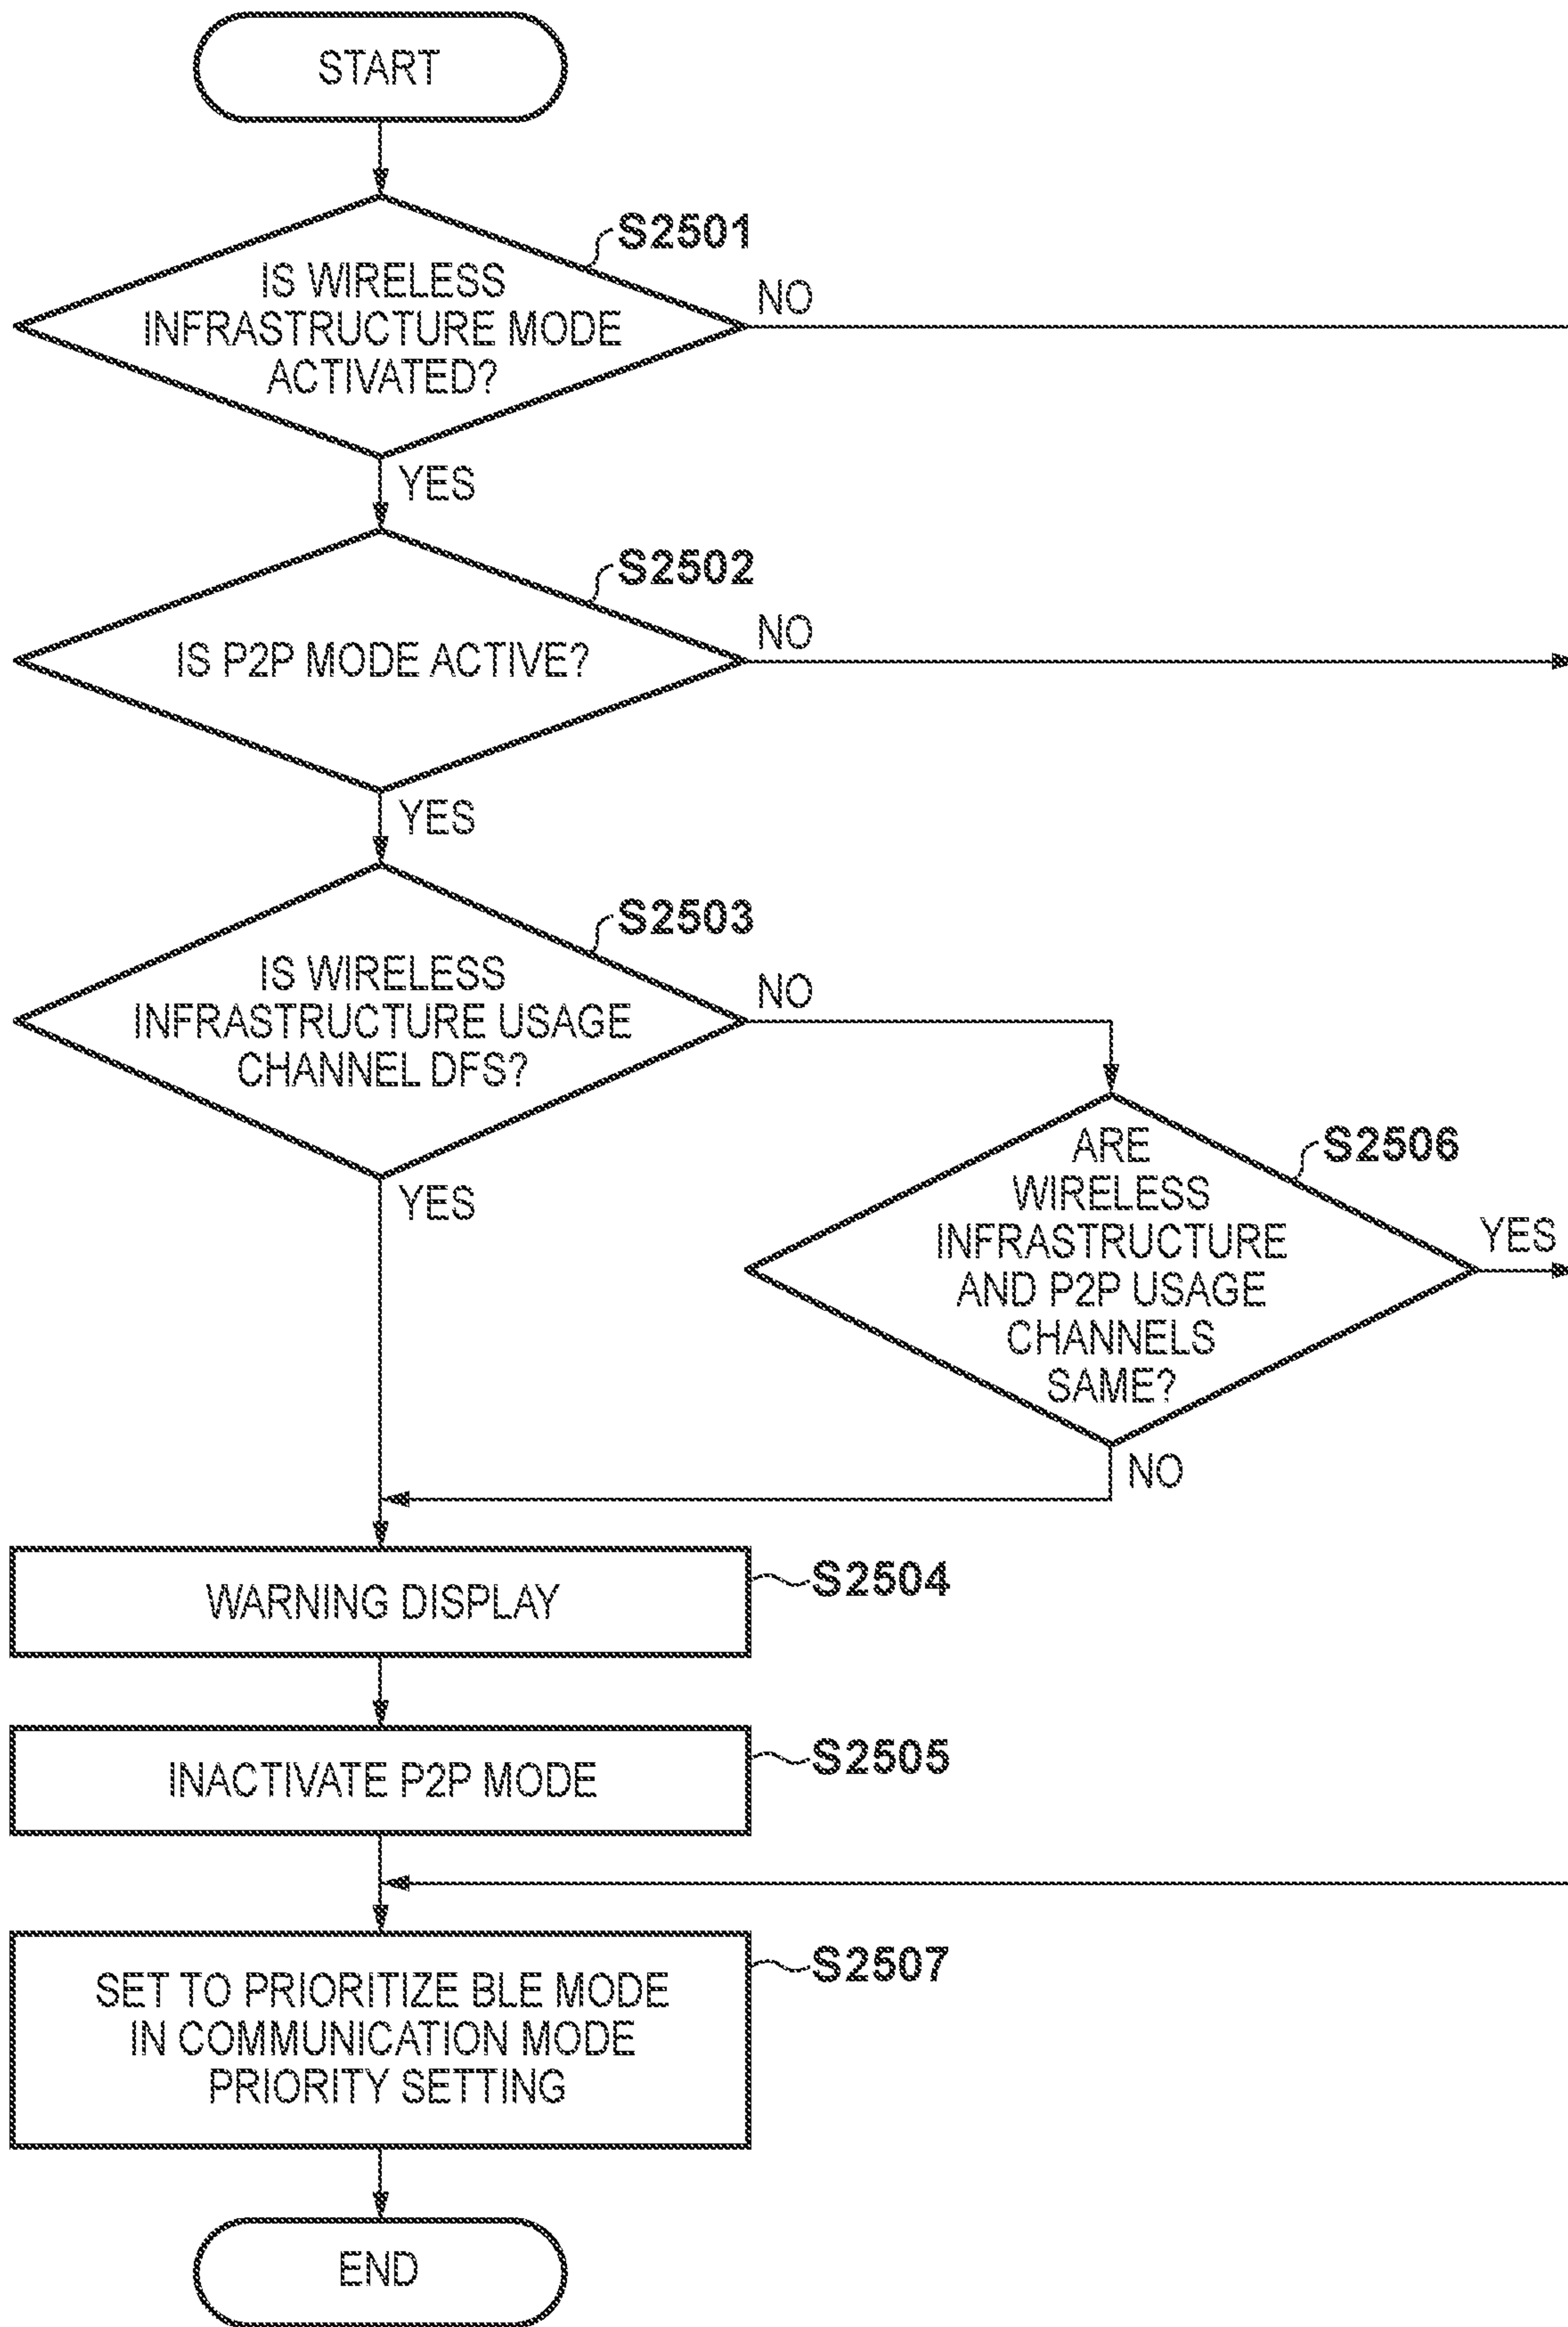 START
S2501
IS WIRELESS
INFRASTRUCTURE MODE
ACTIVATED?
NO
YES
S2502
IS P2P MODE ACTIVE?
NO
YES
S2503
IS WIRELESS
INFRASTRUCTURE USAGE
CHANNEL DFS?
NO
YES
S2506
ARE
WIRELESS
INFRASTRUCTURE
AND P2P USAGE
CHANNELS
SAME?
YES
NO
WARNING DISPLAY
S2504
INACTIVATE P2P MODE
S2505
SET TO PRIORITIZE BLE MODE
IN COMMUNICATION MODE
PRIORITY SETTING
S2507
END